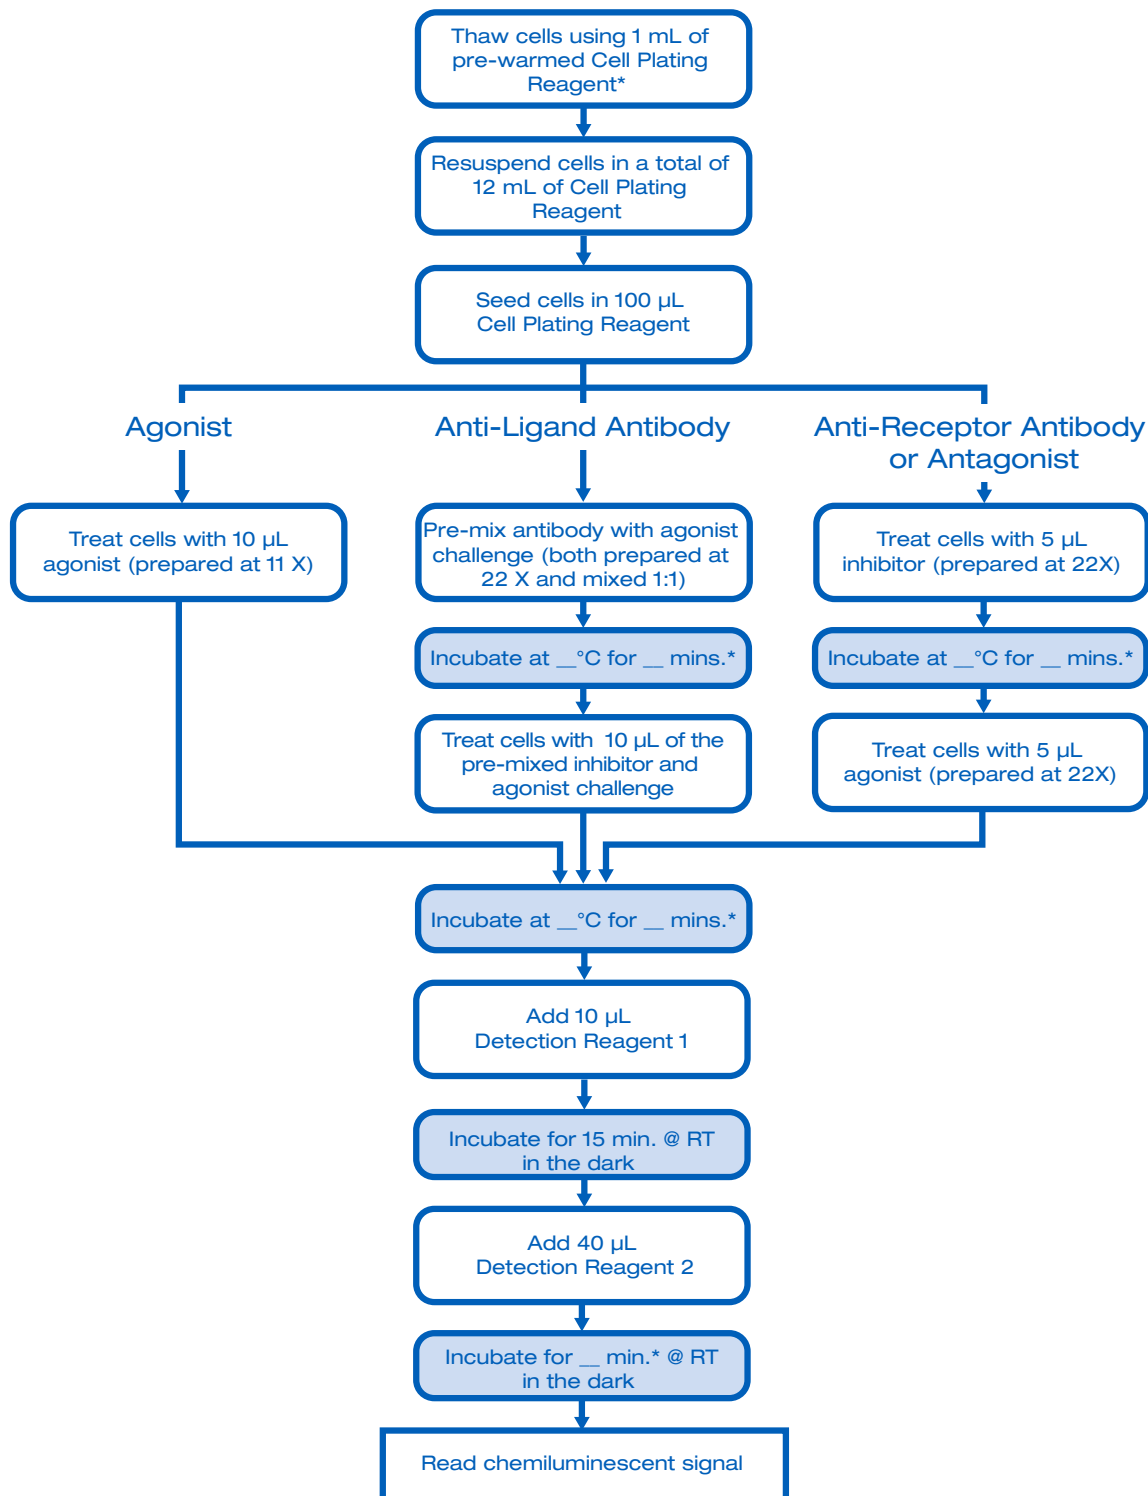 Thaw cells using 1 mL of
pre-warmed Cell Plating
Reagent*
Resuspend cells in a total of
12 mL of Cell Plating
Reagent
Seed cells in 100 µL
Cell Plating Reagent
Agonist
Treat cells with 10 µL
agonist (prepared at 11 X)
Anti-Ligand Antibody
Pre-mix antibody with agonist
challenge (both prepared at
22 X and mixed 1:1)
Incubate at __°C for __ mins.*
Treat cells with 10 µL of the
pre-mixed inhibitor and
agonist challenge
Anti-Receptor Antibody
or Antagonist
Treat cells with 5 µL
inhibitor (prepared at 22X)
Incubate at __°C for __ mins.*
Treat cells with 5 µL
agonist (prepared at 22X)
Incubate at __°C for __ mins.*
Add 10 µL
Detection Reagent 1
Incubate for 15 min. @ RT
in the dark
Add 40 µL
Detection Reagent 2
Incubate for __ min.* @ RT
in the dark
Read chemiluminescent signal